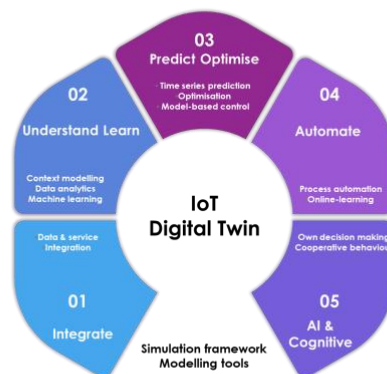 03
Predict Optimise
· Time series prediction
· Optimisation
· Model-based control
02
Understand Learn
Context modelling
Data analytics
Machine learning
04
Automate
Process automation
Online-learning
IoT
Digital Twin
Data & service
Integration
01
Integrate
Own decision making
Cooperative behaviou
05
AI &
Cognitive
Simulation framework
Modelling tools